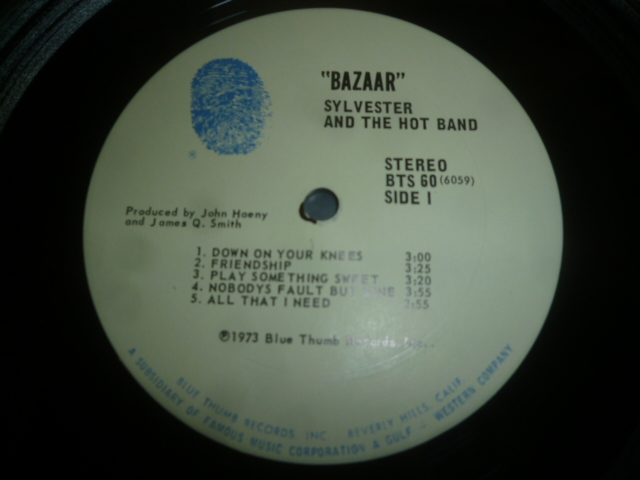 "BAZAAR"
SYLVESTER
AND THE HOT BAND
STEREO
BTS 60 (6059)
SIDE 1
Produced by John Hoeny
and James Q. Smith
1. DOWN ON YOUR KNEES 3:00
2. FRIENDSHIP 3:25
3. PLAY SOMETHING SWEET 3:20
4. NOBODYS FAULT BUT MINE 3:55
5. ALL THAT I NEED 2:55
℗1973 Blue Thumb Records, Inc.
BLUE THUMB RECORDS, INC BEVERLY HILLS, CALIF
A SUBSIDIARY OF FAMOUS MUSIC CORPORATION A GULF + WESTERN COMPANY